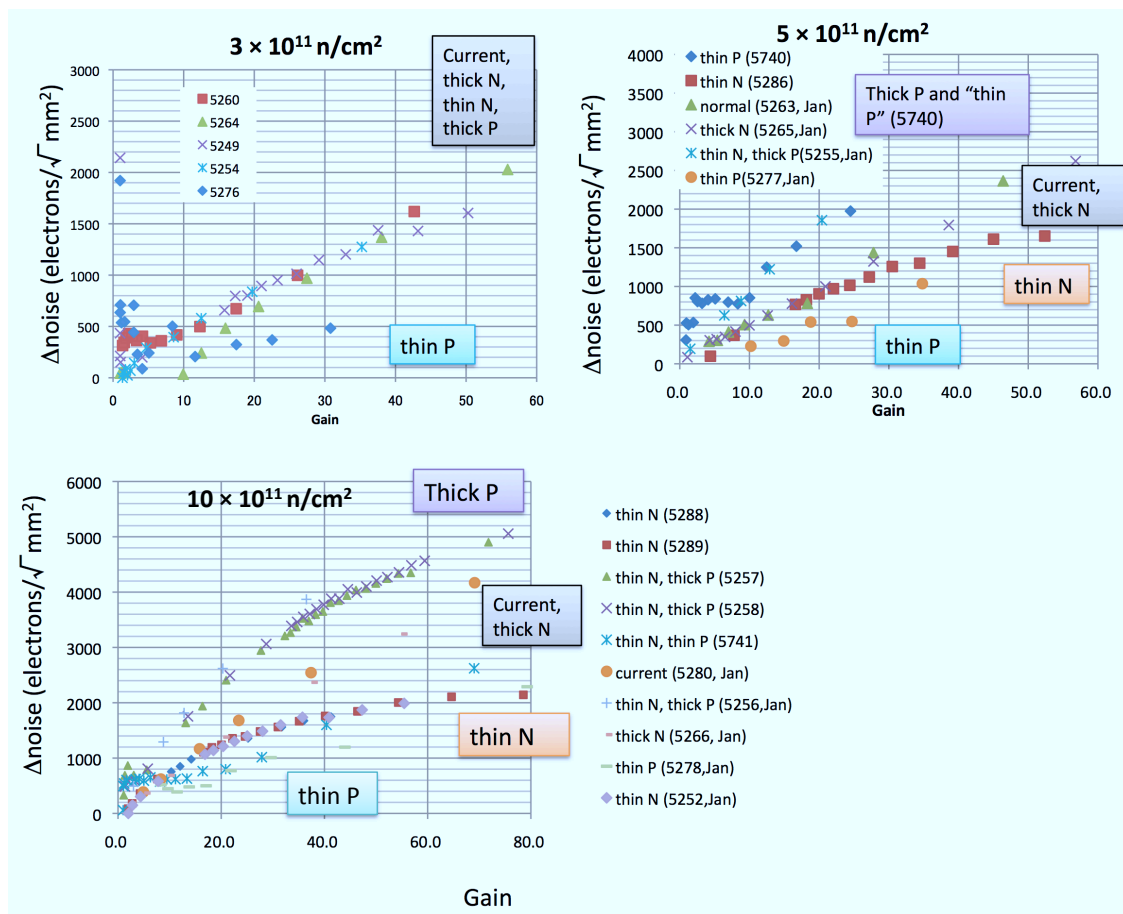 3 × 10¹¹ n/cm²
Δnoise (electrons/√ mm²)
3000
2500
2000
1500
1000
500
0
0 10 20 30 40 50 60
Gain
5260
5264
5249
5254
5276
Current,
thick N,
thin N,
thick P
thin P
5 × 10¹¹ n/cm²
Δnoise (electrons/√ mm²)
4000
3500
3000
2500
2000
1500
1000
500
0
0.0 10.0 20.0 30.0 40.0 50.0 60.0
Gain
thin P (5740)
thin N (5286)
normal (5263, Jan)
thick N (5265,Jan)
thin N, thick P(5255,Jan)
thin P(5277,Jan)
Thick P and “thin
P” (5740)
Current,
thick N
thin N
thin P
10 × 10¹¹ n/cm²
Δnoise (electrons/√ mm²)
6000
5000
4000
3000
2000
1000
0
0.0 20.0 40.0 60.0 80.0
Gain
Thick P
Current,
thick N
thin N
thin P
thin N (5288)
thin N (5289)
thin N, thick P (5257)
thin N, thick P (5258)
thin N, thin P (5741)
current (5280, Jan)
thin N, thick P (5256,Jan)
thick N (5266, Jan)
thin P (5278,Jan)
thin N (5252,Jan)